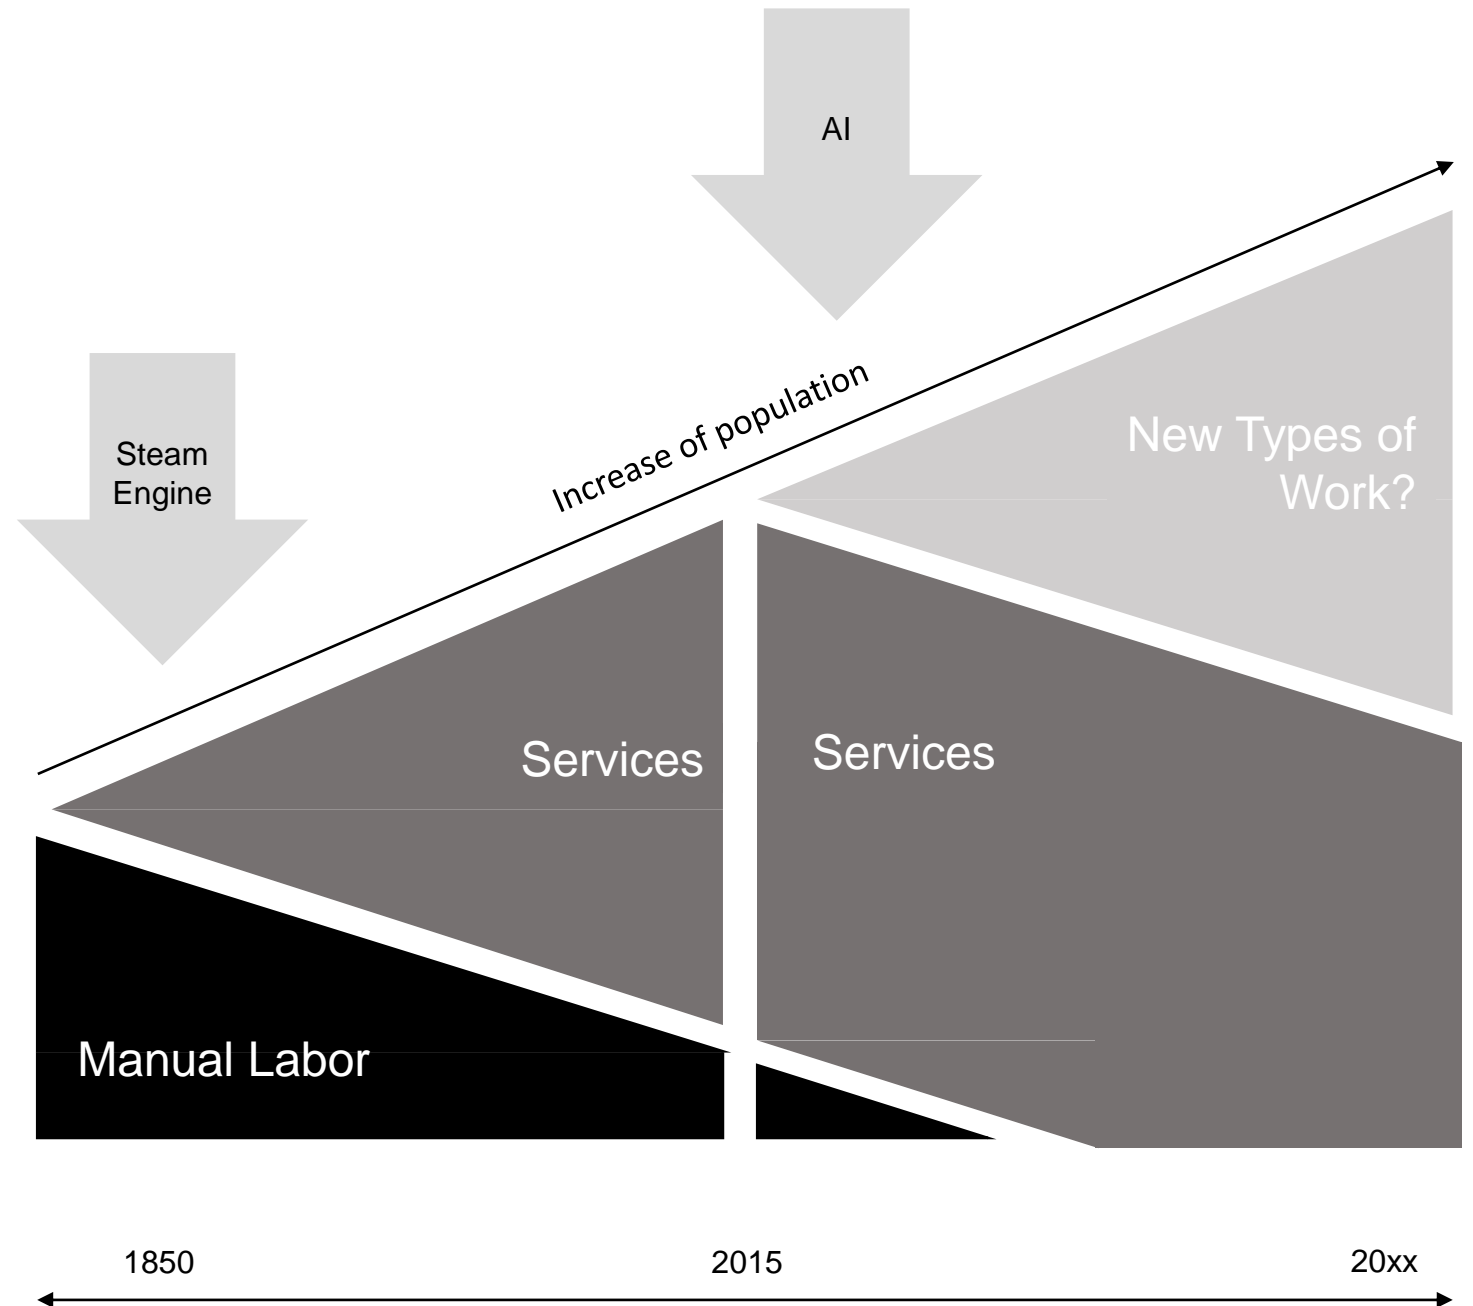 AI
Increase of population
Steam
Engine
New Types of
Work?
Services
Services
Manual Labor
1850
2015
20xx